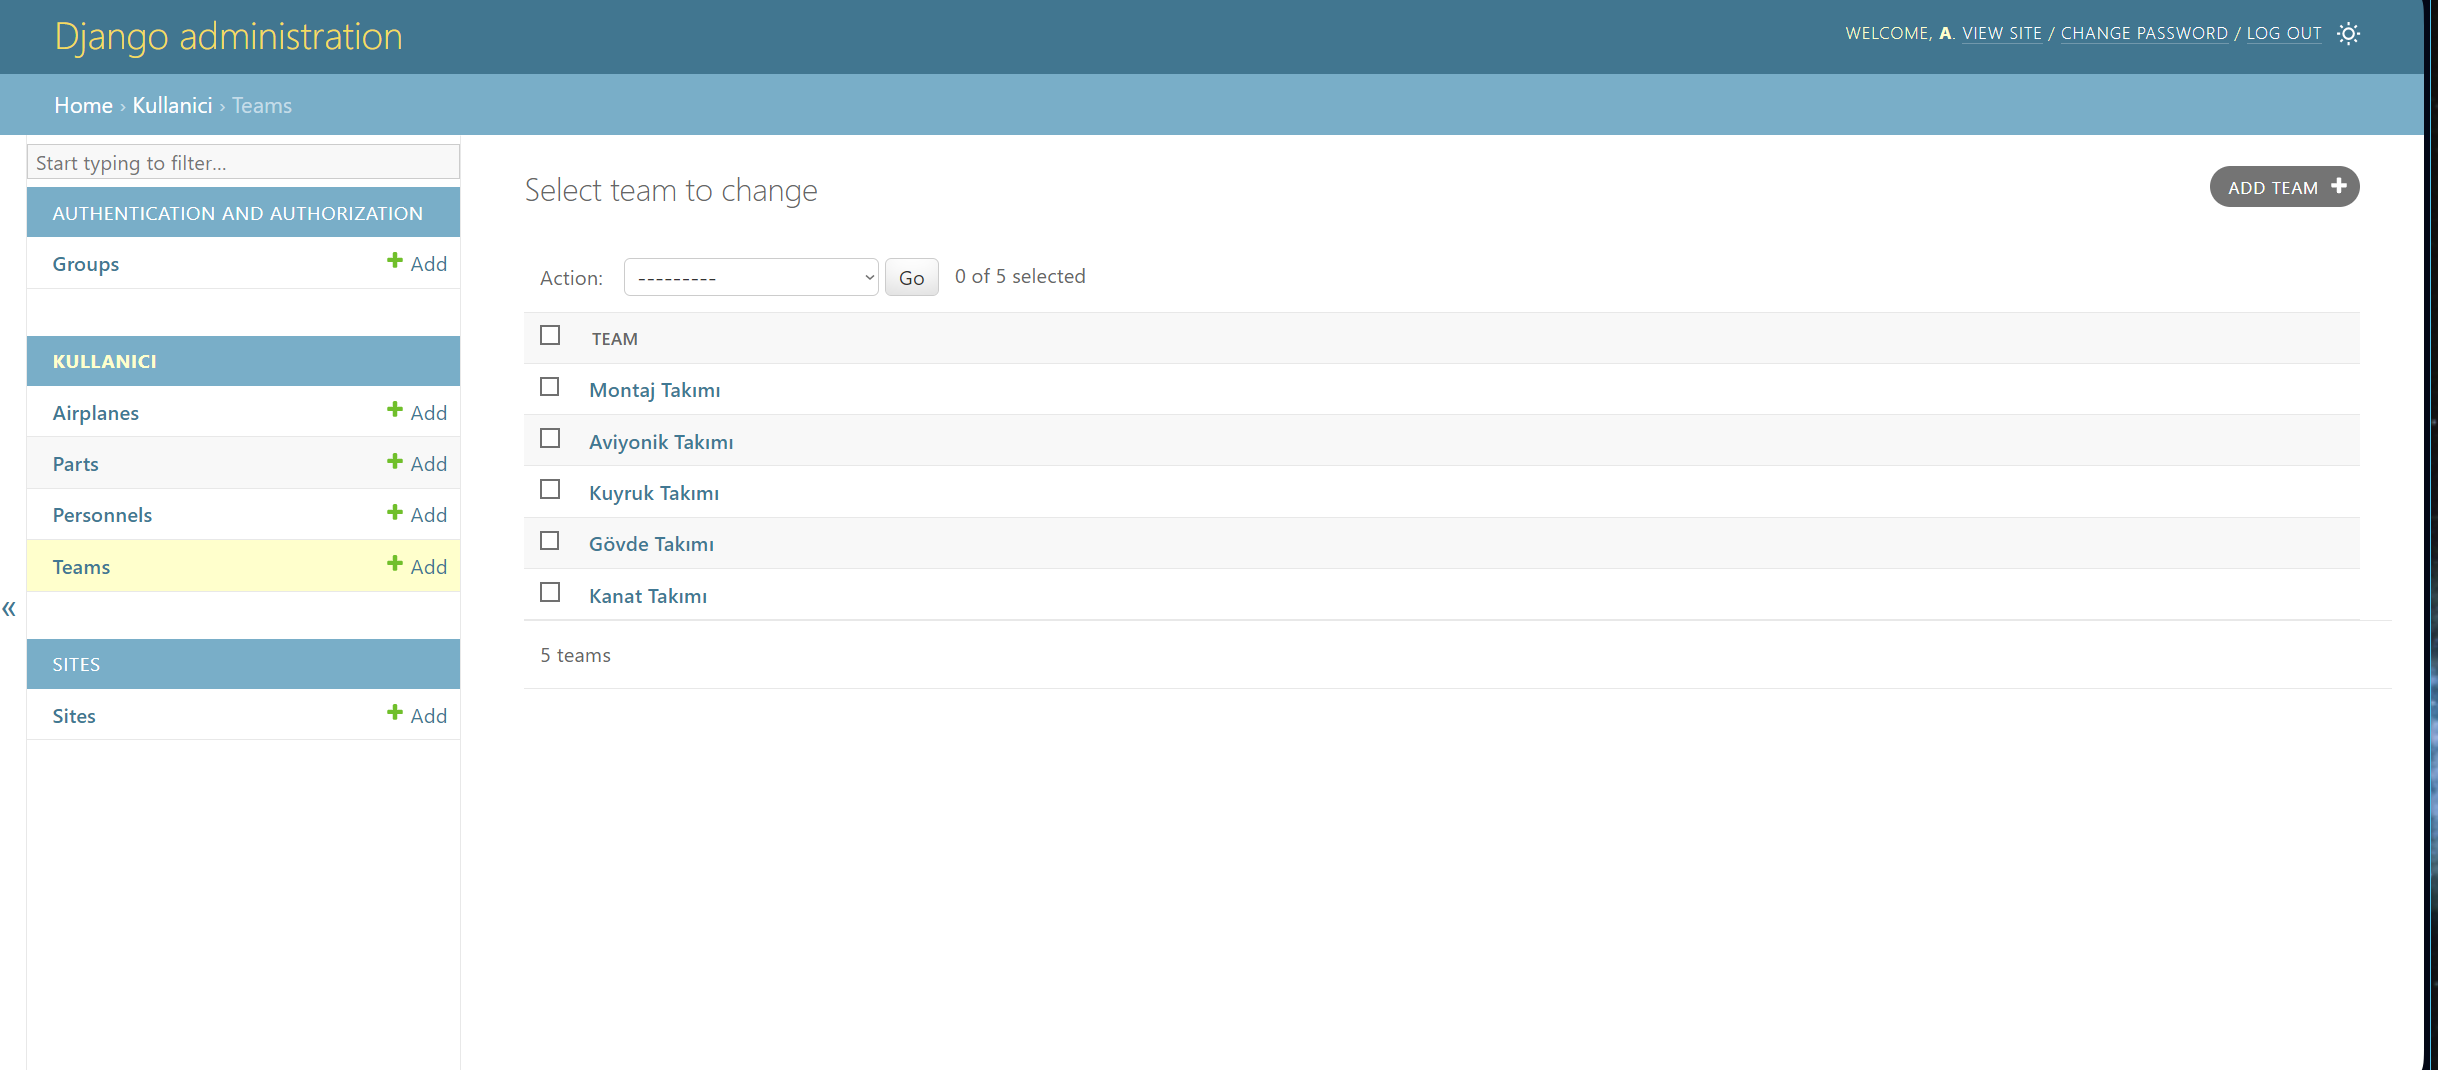 Django administration
WELCOME, A. VIEW SITE / CHANGE PASSWORD / LOG OUT
Home › Kullanici › Teams
Start typing to filter...
AUTHENTICATION AND AUTHORIZATION
Groups + Add
KULLANICI
Airplanes + Add
Parts + Add
Personnels + Add
Teams + Add
«
SITES
Sites + Add
Select team to change
ADD TEAM +
Action: --------- Go 0 of 5 selected
TEAM
Montaj Takımı
Aviyonik Takımı
Kuyruk Takımı
Gövde Takımı
Kanat Takımı
5 teams